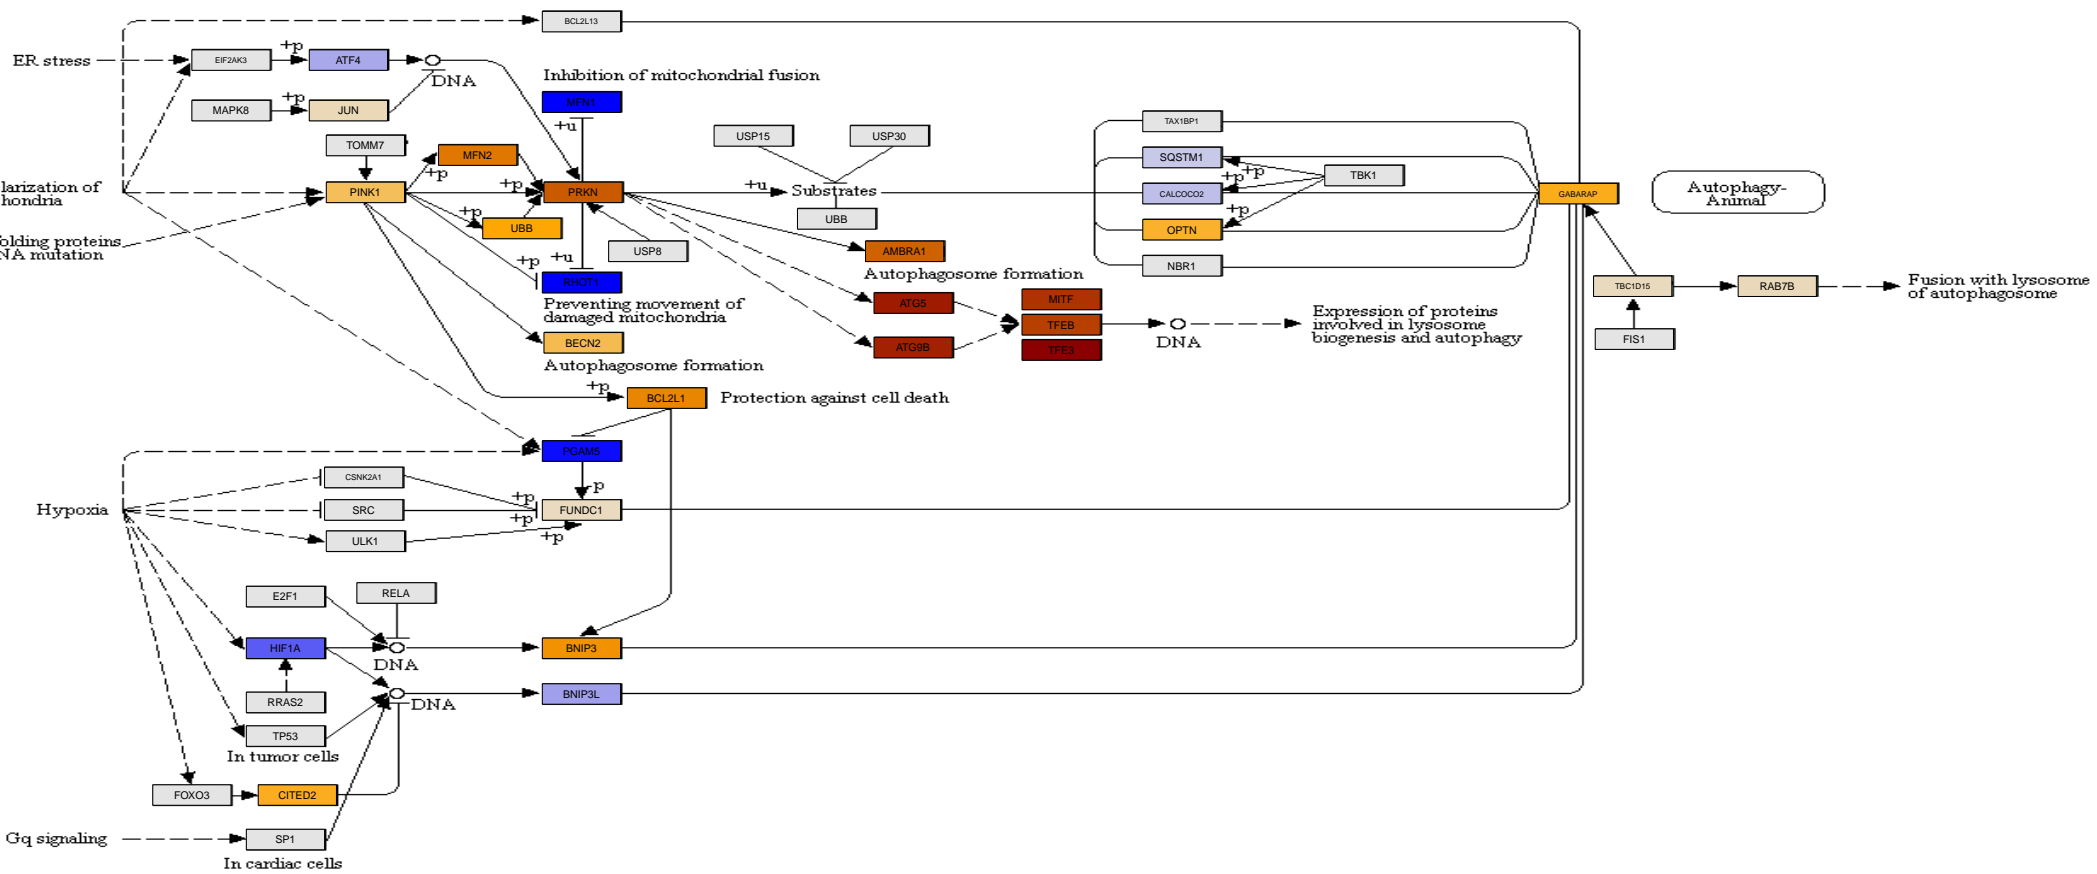 BCL2L13
ER stress
EIF2AK3
+p
ATF4
DNA
MAPK8
+p
JUN
Inhibition of mitochondrial fusion
MFN1
+u
TOMM7
MFN2
+p
larization of
hondria
PINK1
+p
PRKN
+p
UBB
USP8
olding proteins
NA mutation
+p
+u
RHOT1
Preventing movement of
damaged mitochondria
BECN2
Autophagosome formation
USP15
USP30
+u
Substrates
UBB
AMBRA1
Autophagosome formation
ATG5
ATG9B
MITF
TFEB
TFE3
DNA
Expression of proteins
involved in lysosome
biogenesis and autophagy
TAX1BP1
SQSTM1
CALCOCO2
OPTN
NBR1
+p
+p
+p
TBK1
GABARAP
Autophagy-
Animal
TBC1D15
RAB7B
FIS1
Fusion with lysosome
of autophagosome
+p
BCL2L1
Protection against cell death
PGAM5
-p
Hypoxia
CSNK2A1
SRC
ULK1
+p
+p
+p
FUNDC1
E2F1
RELA
HIF1A
DNA
BNIP3
RRAS2
DNA
BNIP3L
TP53
In tumor cells
FOXO3
CITED2
Gq signaling
SP1
In cardiac cells